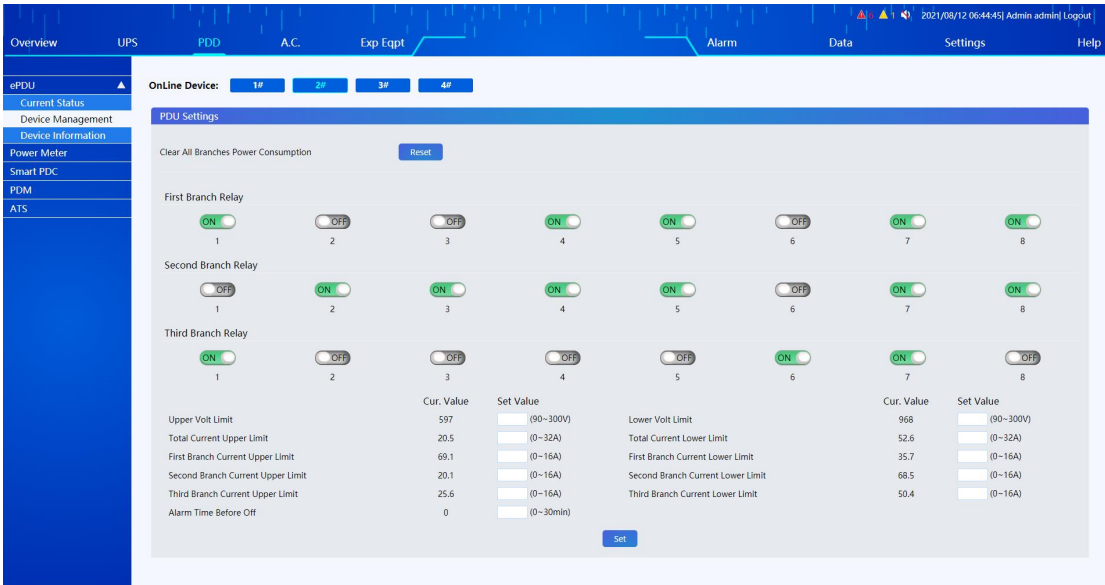 6 1 2021/08/12 06:44:45| Admin admin| Logout
Overview UPS PDD A.C. Exp Eqpt Alarm Data Settings Help
ePDU
Current Status
Device Management
Device Information
Power Meter
Smart PDC
PDM
ATS
OnLine Device: 1# 2# 3# 4#
PDU Settings
Clear All Branches Power Consumption Reset
First Branch Relay
ON OFF OFF ON ON OFF ON ON
1 2 3 4 5 6 7 8
Second Branch Relay
OFF ON ON ON ON OFF ON ON
1 2 3 4 5 6 7 8
Third Branch Relay
ON OFF OFF OFF OFF ON ON OFF
1 2 3 4 5 6 7 8
Cur. Value Set Value Cur. Value Set Value
Upper Volt Limit 597 (90~300V) Lower Volt Limit 968 (90~300V)
Total Current Upper Limit 20.5 (0~32A) Total Current Lower Limit 52.6 (0~32A)
First Branch Current Upper Limit 69.1 (0~16A) First Branch Current Lower Limit 35.7 (0~16A)
Second Branch Current Upper Limit 20.1 (0~16A) Second Branch Current Lower Limit 68.5 (0~16A)
Third Branch Current Upper Limit 25.6 (0~16A) Third Branch Current Lower Limit 50.4 (0~16A)
Alarm Time Before Off 0 (0~30min)
Set